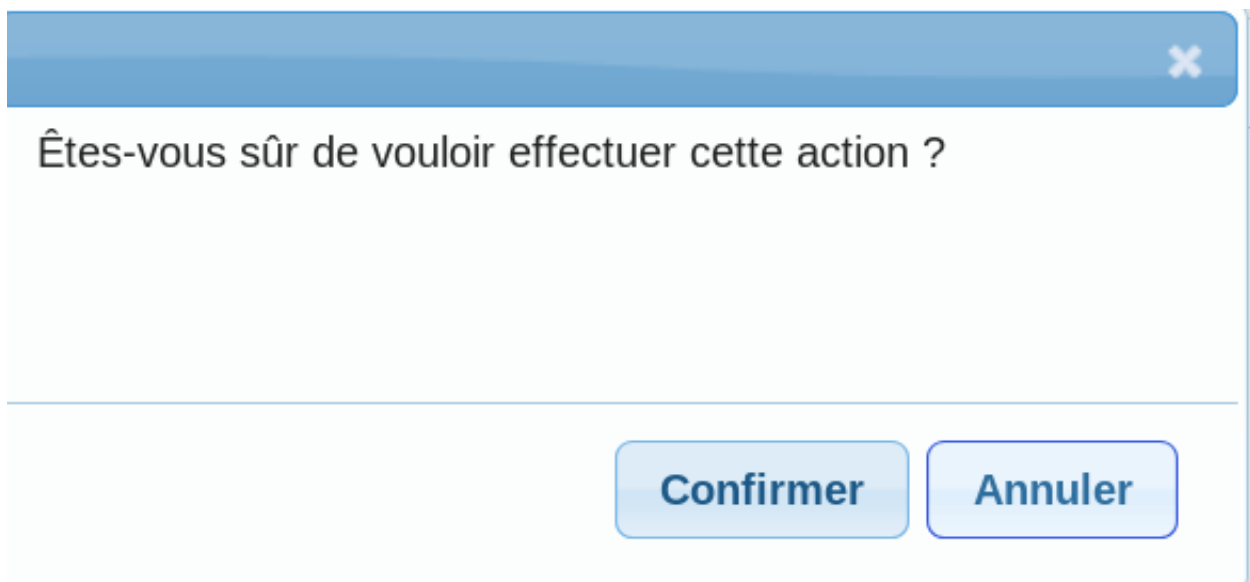 Êtes-vous sûr de vouloir effectuer cette action ?
Confirmer Annuler